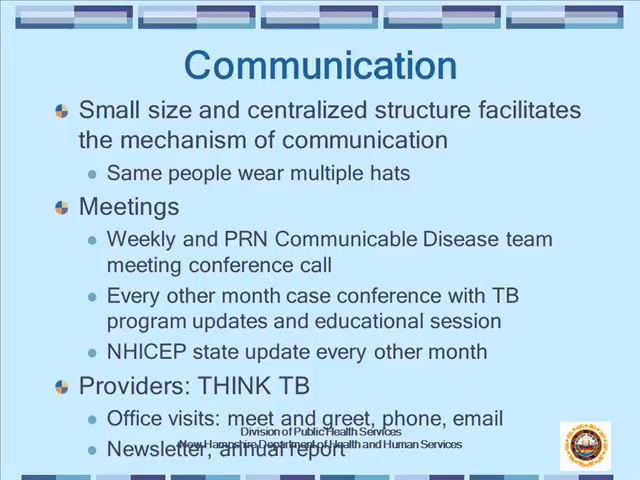 Communication
Small size and centralized structure facilitates
the mechanism of communication
Same people wear multiple hats
Meetings
Weekly and PRN Communicable Disease team
meeting conference call
Every other month case conference with TB
program updates and educational session
NHICEP state update every other month
Providers: THINK TB
Office visits: meet and greet, phone, email
Division of Public Health Services
New Hampshire Department of Health and Human Services
Newsletter, annual report